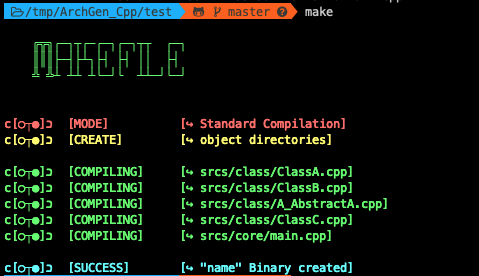 /tmp/ArchGen_Cpp/test master ? make
c[○┬●]ɔ [MODE] [↪ Standard Compilation]
c[○┬●]ɔ [CREATE] [↪ object directories]
c[○┬●]ɔ [COMPILING] [↪ srcs/class/ClassA.cpp]
c[○┬●]ɔ [COMPILING] [↪ srcs/class/ClassB.cpp]
c[○┬●]ɔ [COMPILING] [↪ srcs/class/A_AbstractA.cpp]
c[○┬●]ɔ [COMPILING] [↪ srcs/class/ClassC.cpp]
c[○┬●]ɔ [COMPILING] [↪ srcs/core/main.cpp]
c[○┬●]ɔ [SUCCESS] [↪ "name" Binary created]